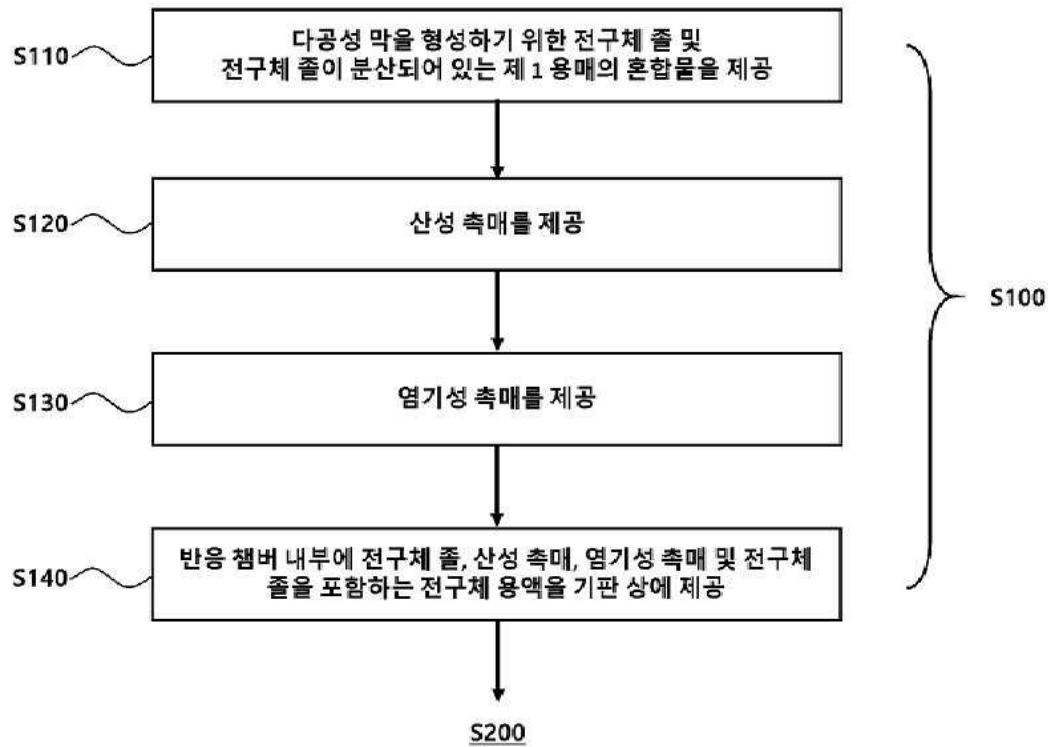 S110
다공성 막을 형성하기 위한 전구체 졸 및
전구체 졸이 분산되어 있는 제 1 용매의 혼합물을 제공
S120
산성 촉매를 제공
S100
S130
염기성 촉매를 제공
S140
반응 챔버 내부에 전구체 졸, 산성 촉매, 염기성 촉매 및 전구체
졸을 포함하는 전구체 용액을 기판 상에 제공
S200